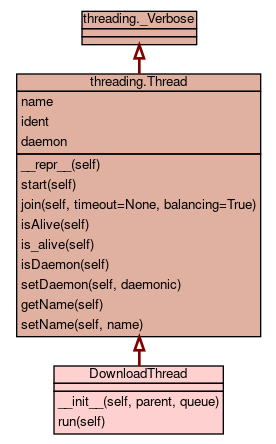 threading._Verbose
threading.Thread
name
ident
daemon
__repr__(self)
start(self)
join(self, timeout=None, balancing=True)
isAlive(self)
is_alive(self)
isDaemon(self)
setDaemon(self, daemonic)
getName(self)
setName(self, name)
DownloadThread
__init__(self, parent, queue)
run(self)